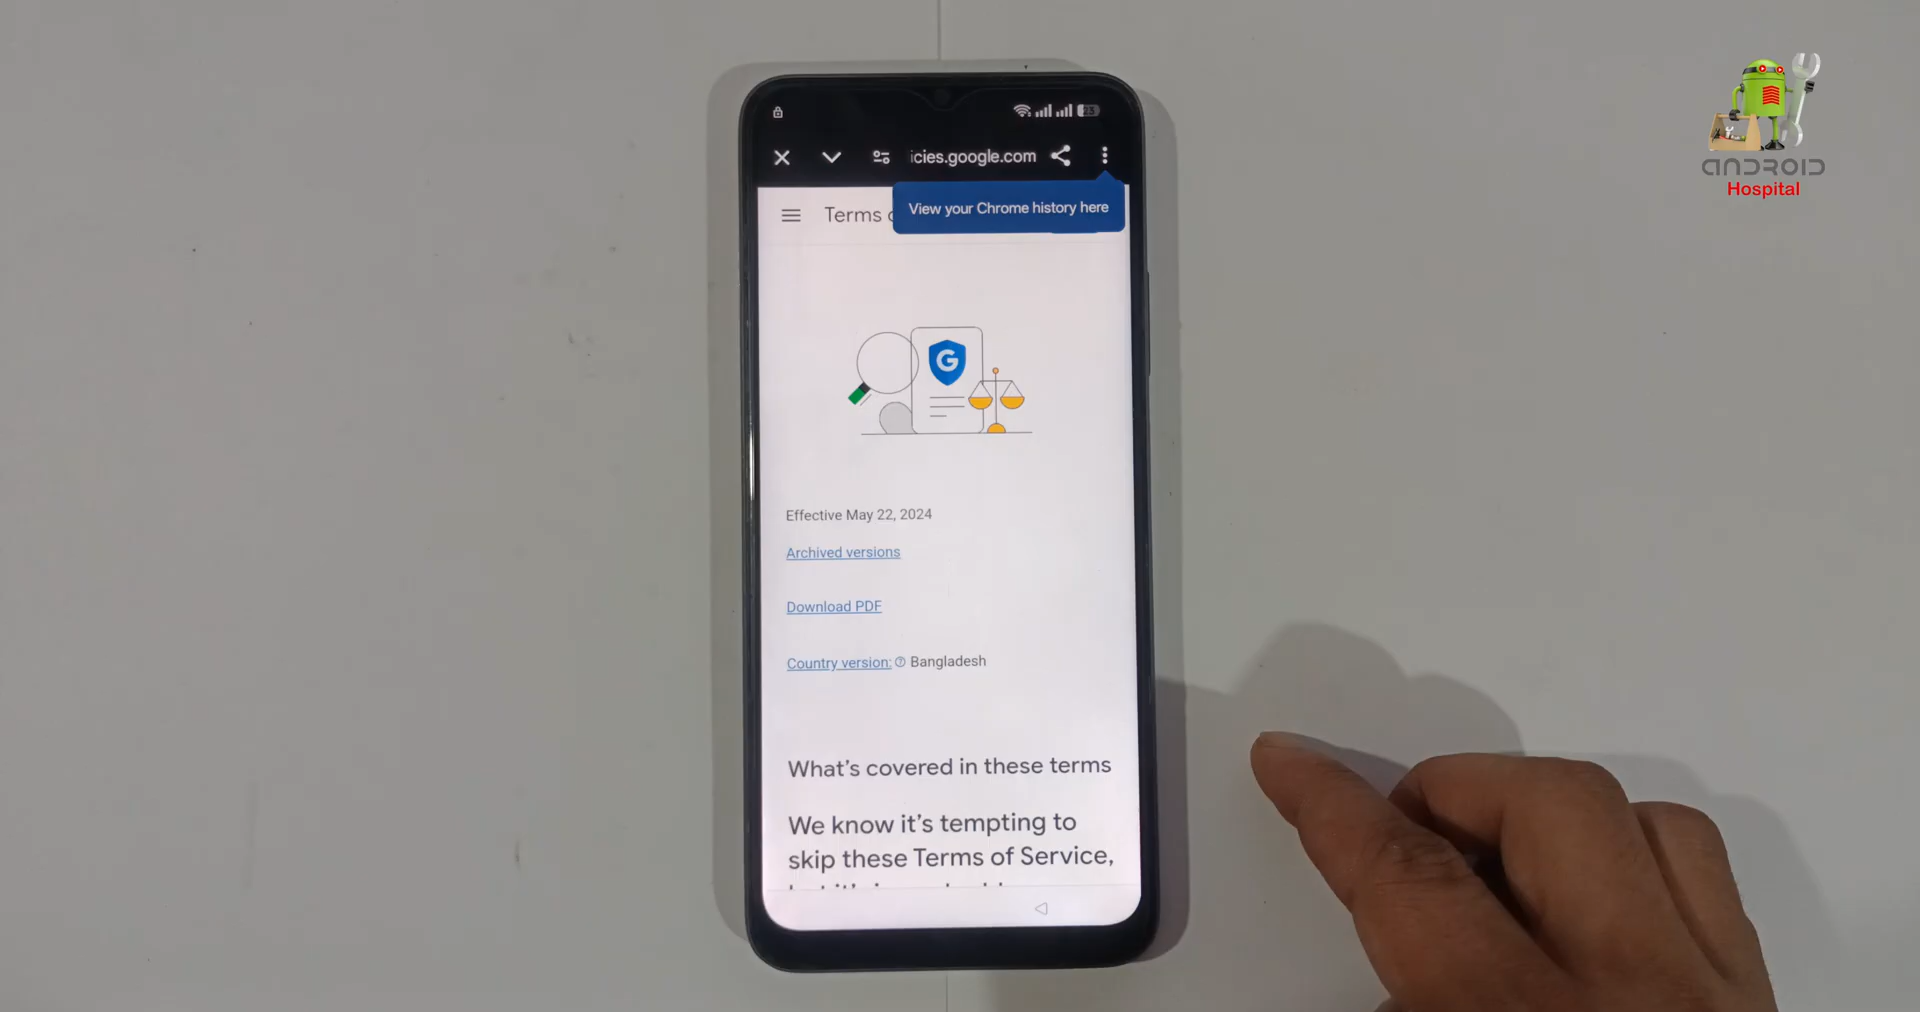 25
icies.google.com
View your Chrome history here
Terms
G
Effective May 22, 2024
Archived versions
Download PDF
Country version: Bangladesh
What's covered in these terms
We know it's tempting to
skip these Terms of Service,
ANDROID
Hospital